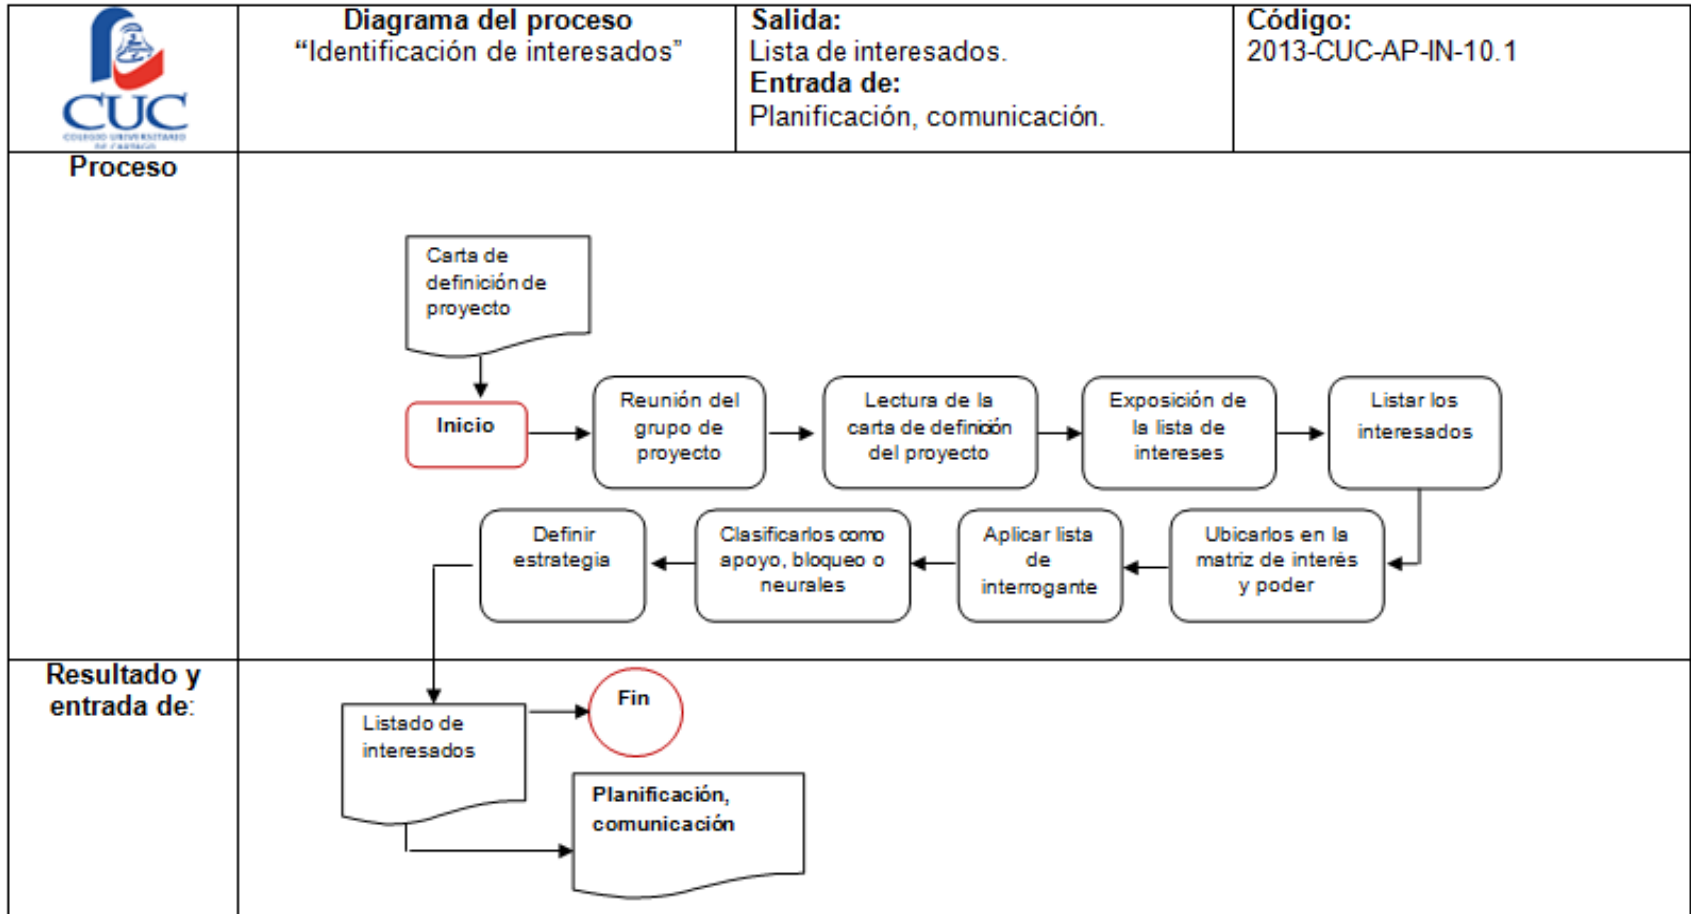 CUC
COLEGIO UNIVERSITARIO
DE CARTAGO
Diagrama del proceso
“Identificación de interesados”
Salida:
Lista de interesados.
Entrada de:
Planificación, comunicación.
Código:
2013-CUC-AP-IN-10.1
Proceso
Carta de
definición de
proyecto
Inicio
Reunión del
grupo de
proyecto
Lectura de la
carta de definición
del proyecto
Exposición de
la lista de
intereses
Listar los
interesados
Definir
estrategia
Clasificarlos como
apoyo, bloqueo o
neurales
Aplicar lista
de
interrogante
Ubicarlos en la
matriz de interés
y poder
Resultado y
entrada de:
Listado de
interesados
Fin
Planificación,
comunicación